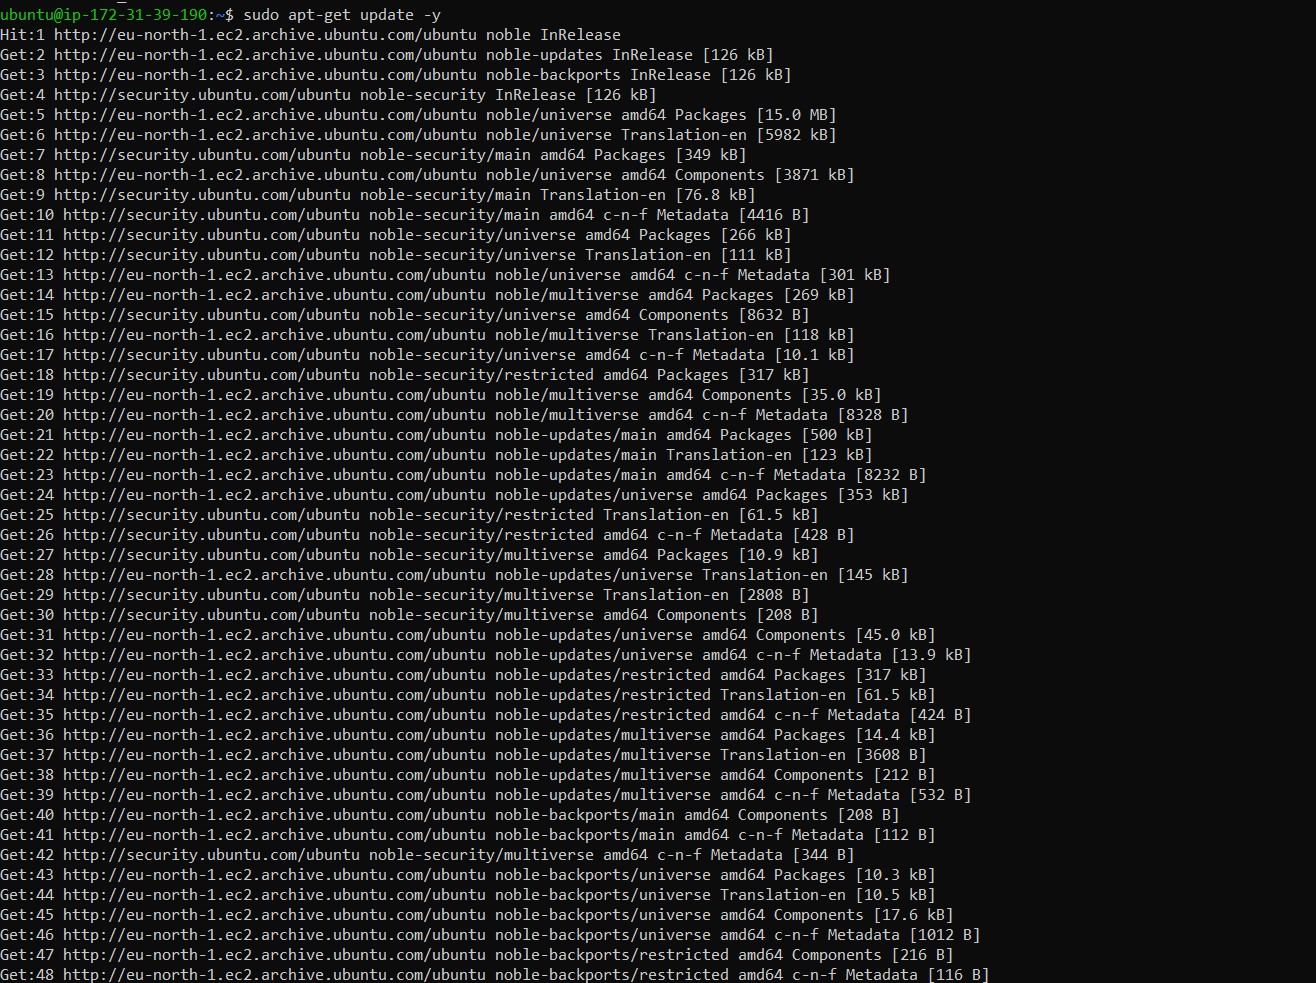 ubuntu@ip-172-31-39-190:~$ sudo apt-get update -y
Hit:1 http://eu-north-1.ec2.archive.ubuntu.com/ubuntu noble InRelease
Get:2 http://eu-north-1.ec2.archive.ubuntu.com/ubuntu noble-updates InRelease [126 kB]
Get:3 http://eu-north-1.ec2.archive.ubuntu.com/ubuntu noble-backports InRelease [126 kB]
Get:4 http://security.ubuntu.com/ubuntu noble-security InRelease [126 kB]
Get:5 http://eu-north-1.ec2.archive.ubuntu.com/ubuntu noble/universe amd64 Packages [15.0 MB]
Get:6 http://eu-north-1.ec2.archive.ubuntu.com/ubuntu noble/universe Translation-en [5982 kB]
Get:7 http://security.ubuntu.com/ubuntu noble-security/main amd64 Packages [349 kB]
Get:8 http://eu-north-1.ec2.archive.ubuntu.com/ubuntu noble/universe amd64 Components [3871 kB]
Get:9 http://security.ubuntu.com/ubuntu noble-security/main Translation-en [76.8 kB]
Get:10 http://security.ubuntu.com/ubuntu noble-security/main amd64 c-n-f Metadata [4416 B]
Get:11 http://security.ubuntu.com/ubuntu noble-security/universe amd64 Packages [266 kB]
Get:12 http://security.ubuntu.com/ubuntu noble-security/universe Translation-en [111 kB]
Get:13 http://eu-north-1.ec2.archive.ubuntu.com/ubuntu noble/universe amd64 c-n-f Metadata [301 kB]
Get:14 http://eu-north-1.ec2.archive.ubuntu.com/ubuntu noble/multiverse amd64 Packages [269 kB]
Get:15 http://security.ubuntu.com/ubuntu noble-security/universe amd64 Components [8632 B]
Get:16 http://eu-north-1.ec2.archive.ubuntu.com/ubuntu noble/multiverse Translation-en [118 kB]
Get:17 http://security.ubuntu.com/ubuntu noble-security/universe amd64 c-n-f Metadata [10.1 kB]
Get:18 http://security.ubuntu.com/ubuntu noble-security/restricted amd64 Packages [317 kB]
Get:19 http://eu-north-1.ec2.archive.ubuntu.com/ubuntu noble/multiverse amd64 Components [35.0 kB]
Get:20 http://eu-north-1.ec2.archive.ubuntu.com/ubuntu noble/multiverse amd64 c-n-f Metadata [8328 B]
Get:21 http://eu-north-1.ec2.archive.ubuntu.com/ubuntu noble-updates/main amd64 Packages [500 kB]
Get:22 http://eu-north-1.ec2.archive.ubuntu.com/ubuntu noble-updates/main Translation-en [123 kB]
Get:23 http://eu-north-1.ec2.archive.ubuntu.com/ubuntu noble-updates/main amd64 c-n-f Metadata [8232 B]
Get:24 http://eu-north-1.ec2.archive.ubuntu.com/ubuntu noble-updates/universe amd64 Packages [353 kB]
Get:25 http://security.ubuntu.com/ubuntu noble-security/restricted Translation-en [61.5 kB]
Get:26 http://security.ubuntu.com/ubuntu noble-security/restricted amd64 c-n-f Metadata [428 B]
Get:27 http://security.ubuntu.com/ubuntu noble-security/multiverse amd64 Packages [10.9 kB]
Get:28 http://eu-north-1.ec2.archive.ubuntu.com/ubuntu noble-updates/universe Translation-en [145 kB]
Get:29 http://security.ubuntu.com/ubuntu noble-security/multiverse Translation-en [2808 B]
Get:30 http://security.ubuntu.com/ubuntu noble-security/multiverse amd64 Components [208 B]
Get:31 http://eu-north-1.ec2.archive.ubuntu.com/ubuntu noble-updates/universe amd64 Components [45.0 kB]
Get:32 http://eu-north-1.ec2.archive.ubuntu.com/ubuntu noble-updates/universe amd64 c-n-f Metadata [13.9 kB]
Get:33 http://eu-north-1.ec2.archive.ubuntu.com/ubuntu noble-updates/restricted amd64 Packages [317 kB]
Get:34 http://eu-north-1.ec2.archive.ubuntu.com/ubuntu noble-updates/restricted Translation-en [61.5 kB]
Get:35 http://eu-north-1.ec2.archive.ubuntu.com/ubuntu noble-updates/restricted amd64 c-n-f Metadata [424 B]
Get:36 http://eu-north-1.ec2.archive.ubuntu.com/ubuntu noble-updates/multiverse amd64 Packages [14.4 kB]
Get:37 http://eu-north-1.ec2.archive.ubuntu.com/ubuntu noble-updates/multiverse Translation-en [3608 B]
Get:38 http://eu-north-1.ec2.archive.ubuntu.com/ubuntu noble-updates/multiverse amd64 Components [212 B]
Get:39 http://eu-north-1.ec2.archive.ubuntu.com/ubuntu noble-updates/multiverse amd64 c-n-f Metadata [532 B]
Get:40 http://eu-north-1.ec2.archive.ubuntu.com/ubuntu noble-backports/main amd64 Components [208 B]
Get:41 http://eu-north-1.ec2.archive.ubuntu.com/ubuntu noble-backports/main amd64 c-n-f Metadata [112 B]
Get:42 http://security.ubuntu.com/ubuntu noble-security/multiverse amd64 c-n-f Metadata [344 B]
Get:43 http://eu-north-1.ec2.archive.ubuntu.com/ubuntu noble-backports/universe amd64 Packages [10.3 kB]
Get:44 http://eu-north-1.ec2.archive.ubuntu.com/ubuntu noble-backports/universe Translation-en [10.5 kB]
Get:45 http://eu-north-1.ec2.archive.ubuntu.com/ubuntu noble-backports/universe amd64 Components [17.6 kB]
Get:46 http://eu-north-1.ec2.archive.ubuntu.com/ubuntu noble-backports/universe amd64 c-n-f Metadata [1012 B]
Get:47 http://eu-north-1.ec2.archive.ubuntu.com/ubuntu noble-backports/restricted amd64 Components [216 B]
Get:48 http://eu-north-1.ec2.archive.ubuntu.com/ubuntu noble-backports/restricted amd64 c-n-f Metadata [116 B]